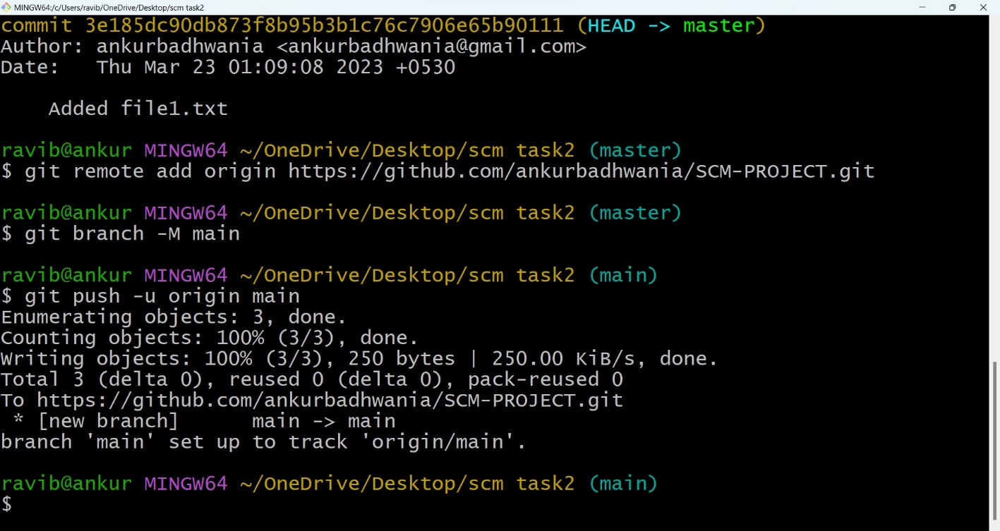 MINGW64:/c/Users/ravib/OneDrive/Desktop/scm task2
commit 3e185dc90db873f8b95b3b1c76c7906e65b90111 (HEAD -> master)
Author: ankurbadhwania <ankurbadhwania@gmail.com>
Date:   Thu Mar 23 01:09:08 2023 +0530
    Added file1.txt
ravib@ankur MINGW64 ~/OneDrive/Desktop/scm task2 (master)
$ git remote add origin https://github.com/ankurbadhwania/SCM-PROJECT.git
ravib@ankur MINGW64 ~/OneDrive/Desktop/scm task2 (master)
$ git branch -M main
ravib@ankur MINGW64 ~/OneDrive/Desktop/scm task2 (main)
$ git push -u origin main
Enumerating objects: 3, done.
Counting objects: 100% (3/3), done.
Writing objects: 100% (3/3), 250 bytes | 250.00 KiB/s, done.
Total 3 (delta 0), reused 0 (delta 0), pack-reused 0
To https://github.com/ankurbadhwania/SCM-PROJECT.git
 * [new branch]      main -> main
branch 'main' set up to track 'origin/main'.
ravib@ankur MINGW64 ~/OneDrive/Desktop/scm task2 (main)
$